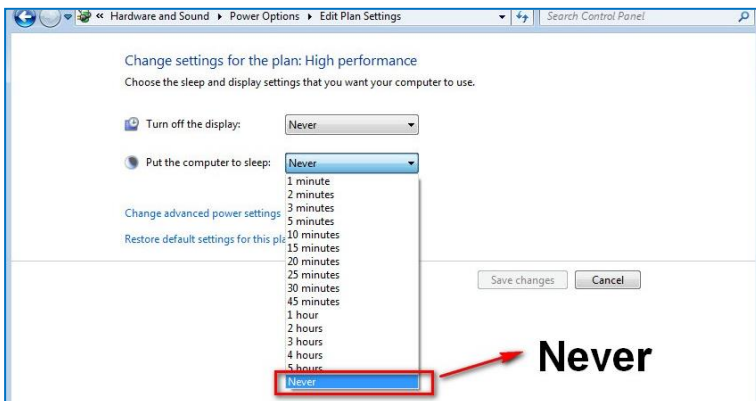 « Hardware and Sound ▸ Power Options ▸ Edit Plan Settings
Search Control Panel
Change settings for the plan: High performance
Choose the sleep and display settings that you want your computer to use.
Turn off the display: Never
Put the computer to sleep: Never
1 minute
2 minutes
3 minutes
5 minutes
Change advanced power settings
10 minutes
15 minutes
Restore default settings for this pla
20 minutes
25 minutes
30 minutes
Save changes Cancel
45 minutes
1 hour
2 hours
3 hours
4 hours
5 hours
Never
Never